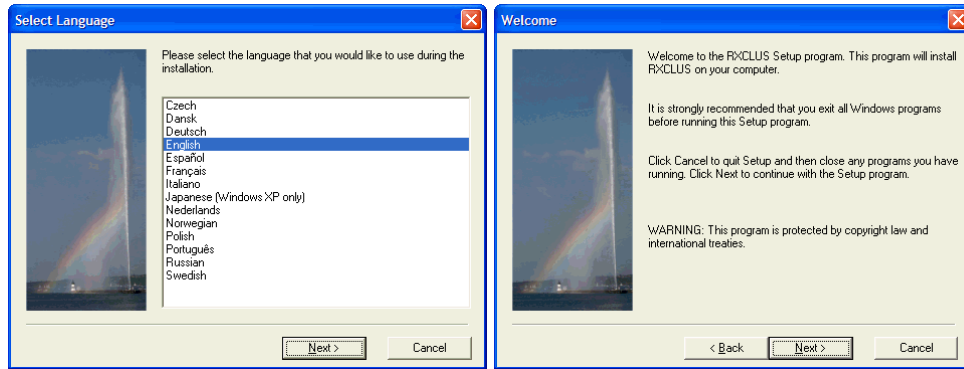 Select Language
Please select the language that you would like to use during the
installation.
Czech
Dansk
Deutsch
English
Español
Français
Italiano
Japanese (Windows XP only)
Nederlands
Norwegian
Polish
Português
Russian
Swedish
Next >
Cancel
Welcome
Welcome to the RXCLUS Setup program. This program will install
RXCLUS on your computer.
It is strongly recommended that you exit all Windows programs
before running this Setup program.
Click Cancel to quit Setup and then close any programs you have
running. Click Next to continue with the Setup program.
WARNING: This program is protected by copyright law and
international treaties.
< Back
Next >
Cancel